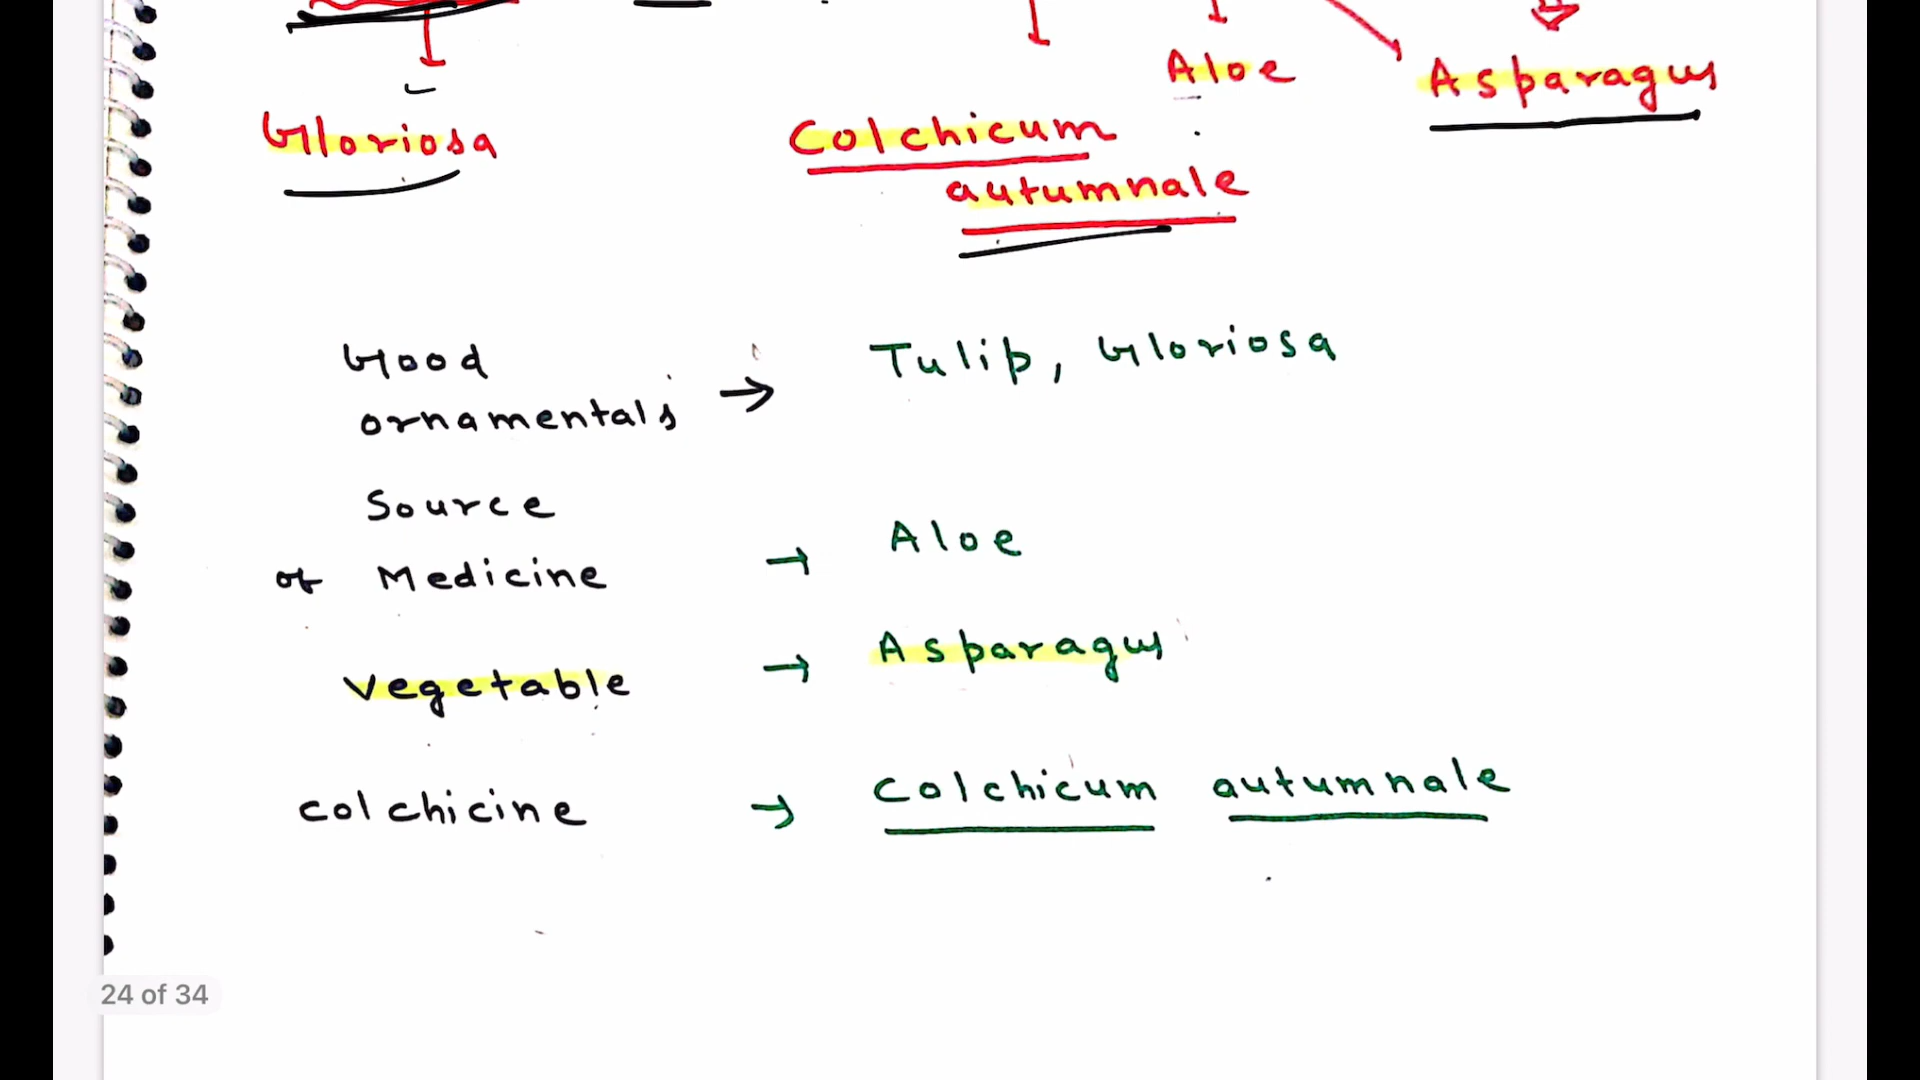 Aloe
Asparagus
Gloriosa
Colchicum
autumnale
Good
ornamentals → Tulip, Gloriosa
Source
of Medicine → Aloe
Vegetable → Asparagus
colchicine → Colchicum autumnale
24 of 34